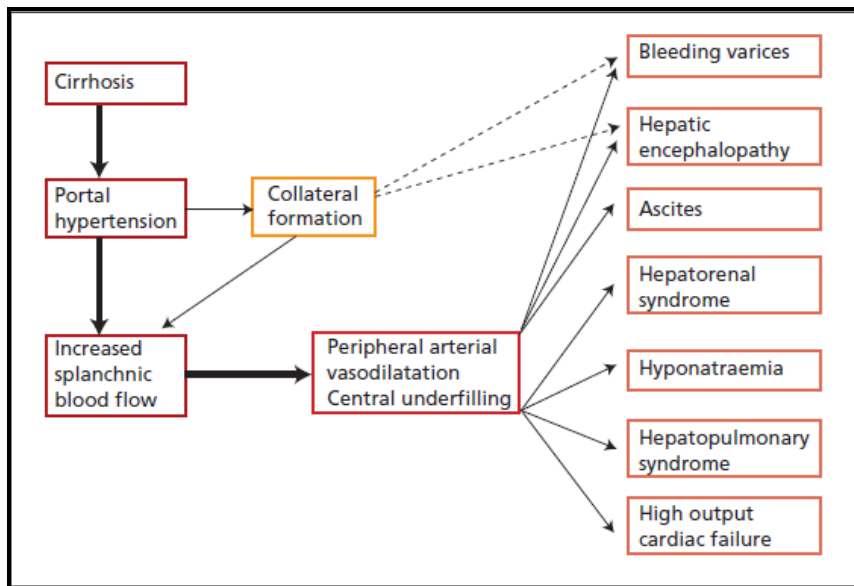 Cirrhosis
Portal
hypertension
Increased
splanchnic
blood flow
Collateral
formation
Peripheral arterial
vasodilatation
Central underfilling
Bleeding varices
Hepatic
encephalopathy
Ascites
Hepatorenal
syndrome
Hyponatraemia
Hepatopulmonary
syndrome
High output
cardiac failure